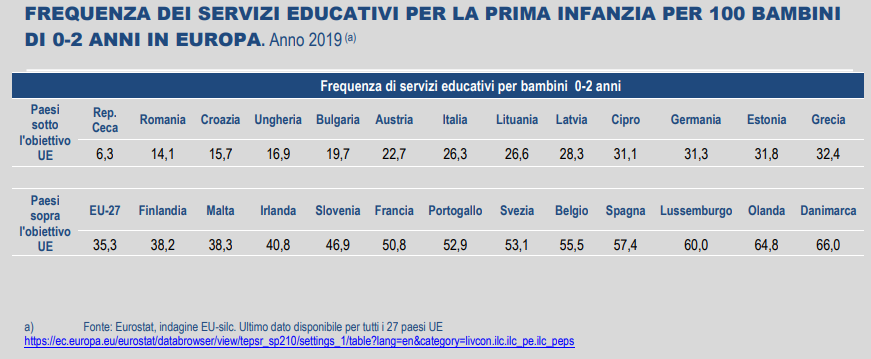 FREQUENZA DEI SERVIZI EDUCATIVI PER LA PRIMA INFANZIA PER 100 BAMBINI
DI 0-2 ANNI IN EUROPA. Anno 2019 (a)
Frequenza di servizi educativi per bambini 0-2 anni
Paesi sotto l'obiettivo UE
Rep. Ceca Romania Croazia Ungheria Bulgaria Austria Italia Lituania Latvia Cipro Germania Estonia Grecia
6,3 14,1 15,7 16,9 19,7 22,7 26,3 26,6 28,3 31,1 31,3 31,8 32,4
Paesi sopra l'obiettivo UE
EU-27 Finlandia Malta Irlanda Slovenia Francia Portogallo Svezia Belgio Spagna Lussemburgo Olanda Danimarca
35,3 38,2 38,3 40,8 46,9 50,8 52,9 53,1 55,5 57,4 60,0 64,8 66,0
a) Fonte: Eurostat, indagine EU-silc. Ultimo dato disponibile per tutti i 27 paesi UE
https://ec.europa.eu/eurostat/databrowser/view/tepsr_sp210/settings_1/table?lang=en&category=livcon.ilc.ilc_pe.ilc_peps